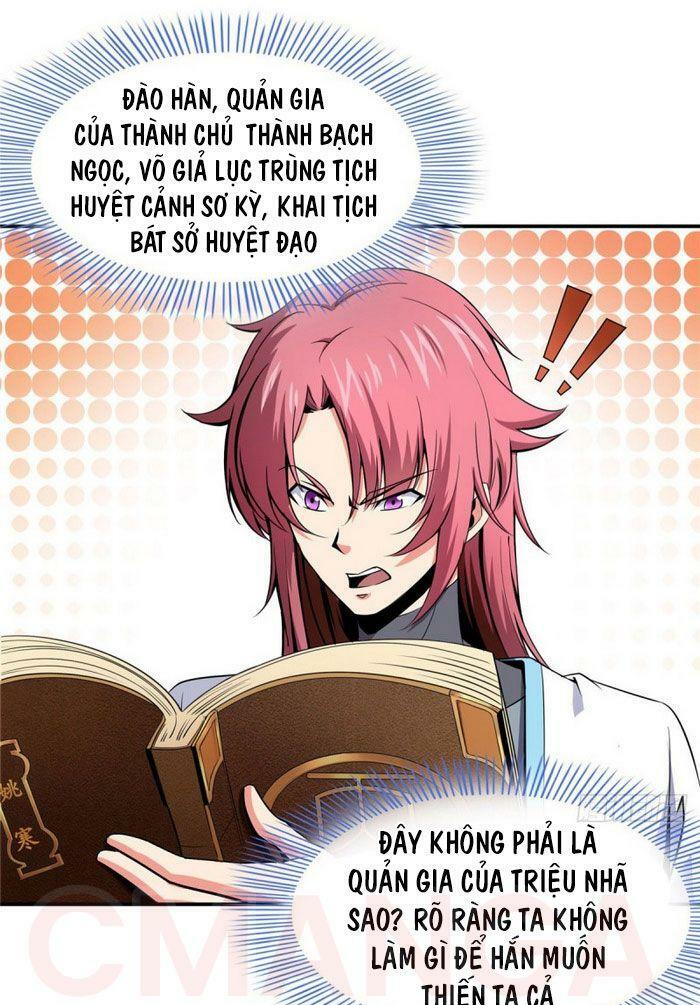 ĐÀO HÀN, QUẢN GIA
CỦA THÀNH CHỦ THÀNH BẠCH
NGỌC, VÕ GIẢ LỤC TRÙNG TỊCH
HUYỆT CẢNH SƠ KỲ, KHAI TỊCH
BÁT SỞ HUYỆT ĐẠO
!!
姚
寒
ĐÂY KHÔNG PHẢI LÀ
QUẢN GIA CỦA TRIỆU NHÃ
SAO? RÕ RÀNG TA KHÔNG
LÀM GÌ ĐỂ HẮN MUỐN
THIẾN TA CẢ
CMANGA